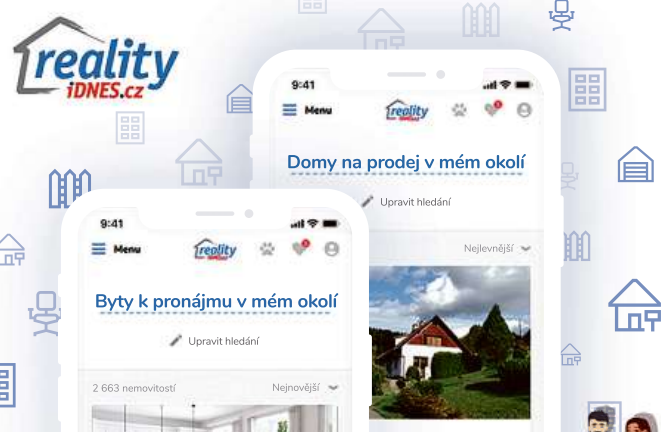 reality
iDNES.cz
9:41
Menu
reality
Domy na prodej v mém okolí
Upravit hledání
Nejlevnější
9:41
Menu
reality
Byty k pronájmu v mém okolí
Upravit hledání
2 663 nemovitostí
Nejnovější